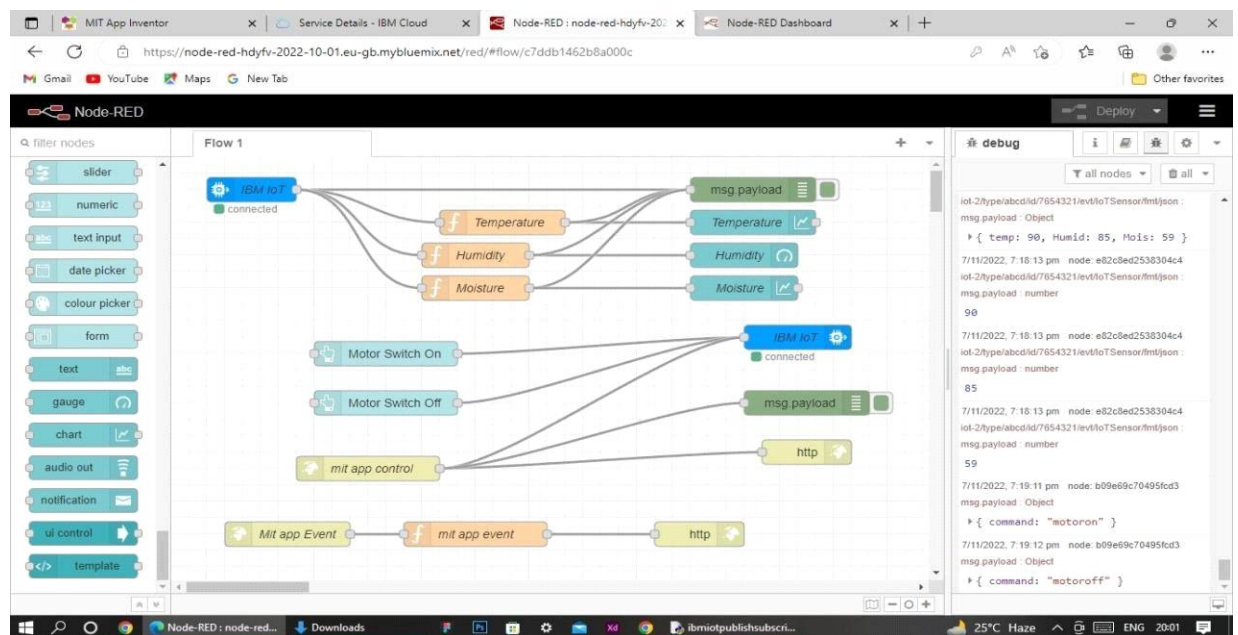 MIT App Inventor
Service Details - IBM Cloud
Node-RED : node-red-hdyfv-202
Node-RED Dashboard
https://node-red-hdyfv-2022-10-01.eu-gb.mybluemix.net/red/#flow/c7ddb1462b8a000c
Gmail YouTube Maps New Tab Other favorites
Node-RED
Deploy
filter nodes
slider
numeric
text input
date picker
colour picker
form
text
gauge
chart
audio out
notification
ui control
template
Flow 1
IBM IoT
connected
Temperature
Humidity
Moisture
msg.payload
Temperature
Humidity
Moisture
Motor Switch On
Motor Switch Off
IBM IoT
connected
msg.payload
http
mit app control
Mit app Event
mit app event
http
debug
all nodes
all
iot-2/type/abcd/id/7654321/evt/IoTSensor/fmt/json :
msg.payload : Object
{ temp: 90, Humid: 85, Mois: 59 }
7/11/2022, 7:18:13 pm node: e82c8ed2538304c4
iot-2/type/abcd/id/7654321/evt/IoTSensor/fmt/json :
msg.payload : number
90
7/11/2022, 7:18:13 pm node: e82c8ed2538304c4
iot-2/type/abcd/id/7654321/evt/IoTSensor/fmt/json :
msg.payload : number
85
7/11/2022, 7:18:13 pm node: e82c8ed2538304c4
iot-2/type/abcd/id/7654321/evt/IoTSensor/fmt/json :
msg.payload : number
59
7/11/2022, 7:19:11 pm node: b09e69c70495fcd3
msg.payload : Object
{ command: "motoron" }
7/11/2022, 7:19:12 pm node: b09e69c70495fcd3
msg.payload : Object
{ command: "motoroff" }
Node-RED : node-red... Downloads ibmiotpublishsubscri... 25°C Haze ENG 20:01